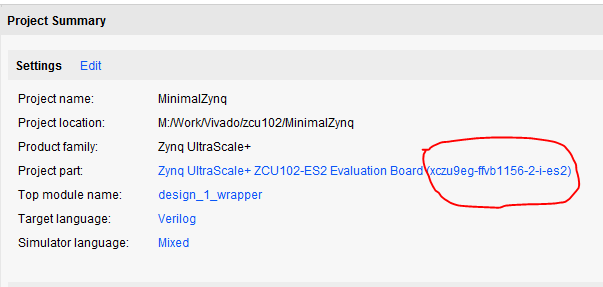 Project Summary
Settings Edit
Project name: MinimalZynq
Project location: M:/Work/Vivado/zcu102/MinimalZynq
Product family: Zynq UltraScale+
Project part: Zynq UltraScale+ ZCU102-ES2 Evaluation Board (xczu9eg-ffvb1156-2-i-es2)
Top module name: design_1_wrapper
Target language: Verilog
Simulator language: Mixed